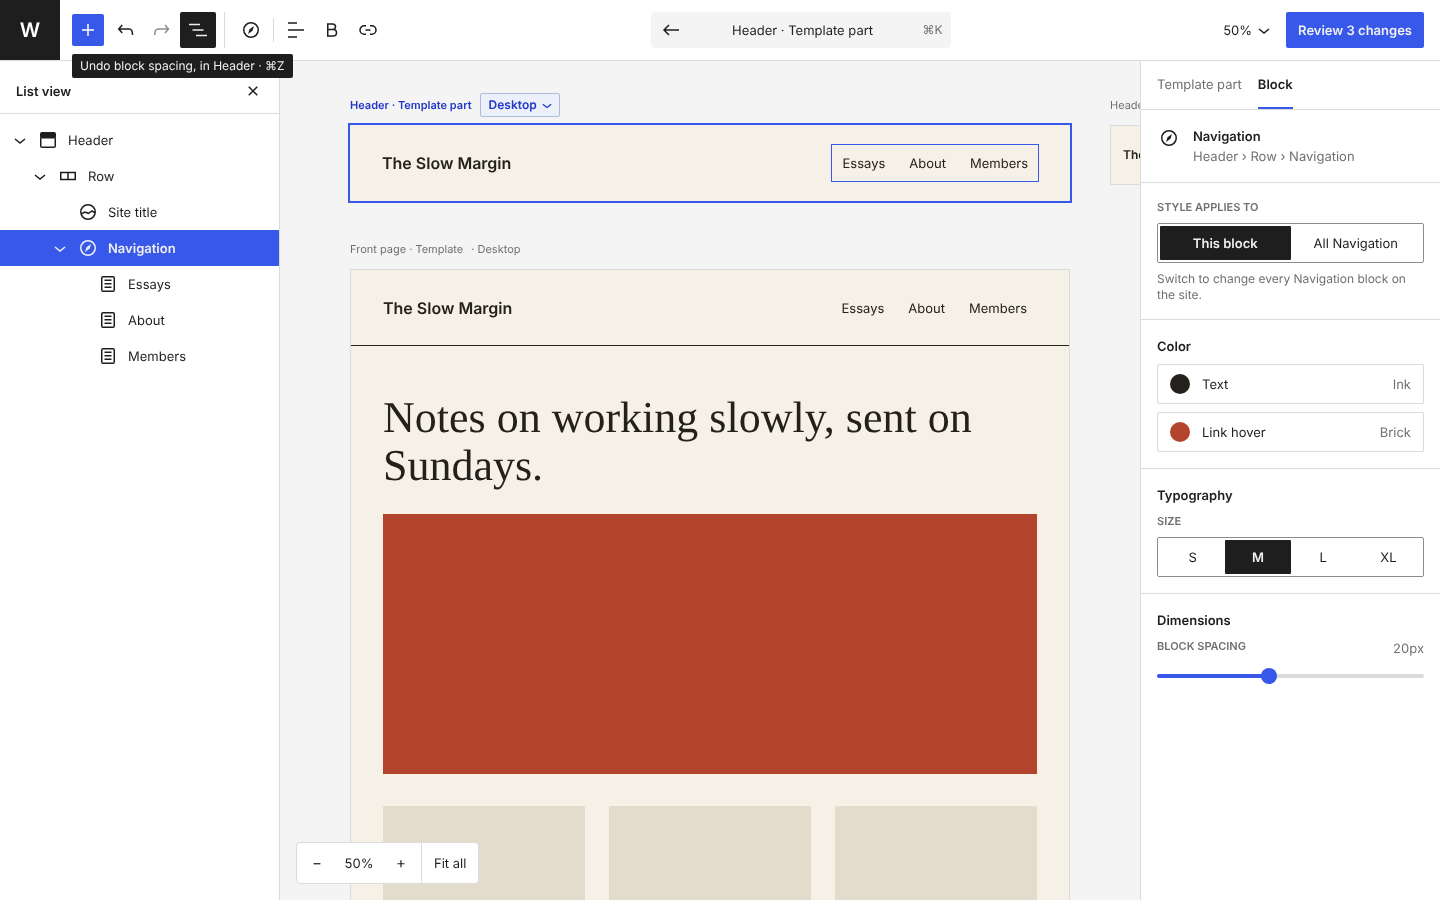 W
B
Header · Template part
⌘K
50%
Review 3 changes
Undo block spacing, in Header · ⌘Z
List view
Header
Row
Site title
Navigation
Essays
About
Members
Header · Template part
Desktop
The Slow Margin
Essays
About
Members
Heade
The
Front page · Template · Desktop
The Slow Margin
Essays
About
Members
Notes on working slowly, sent on
Sundays.
− 50% +
Fit all
Template part
Block
Navigation
Header › Row › Navigation
STYLE APPLIES TO
This block
All Navigation
Switch to change every Navigation block on
the site.
Color
Text
Ink
Link hover
Brick
Typography
SIZE
S
M
L
XL
Dimensions
BLOCK SPACING
20px